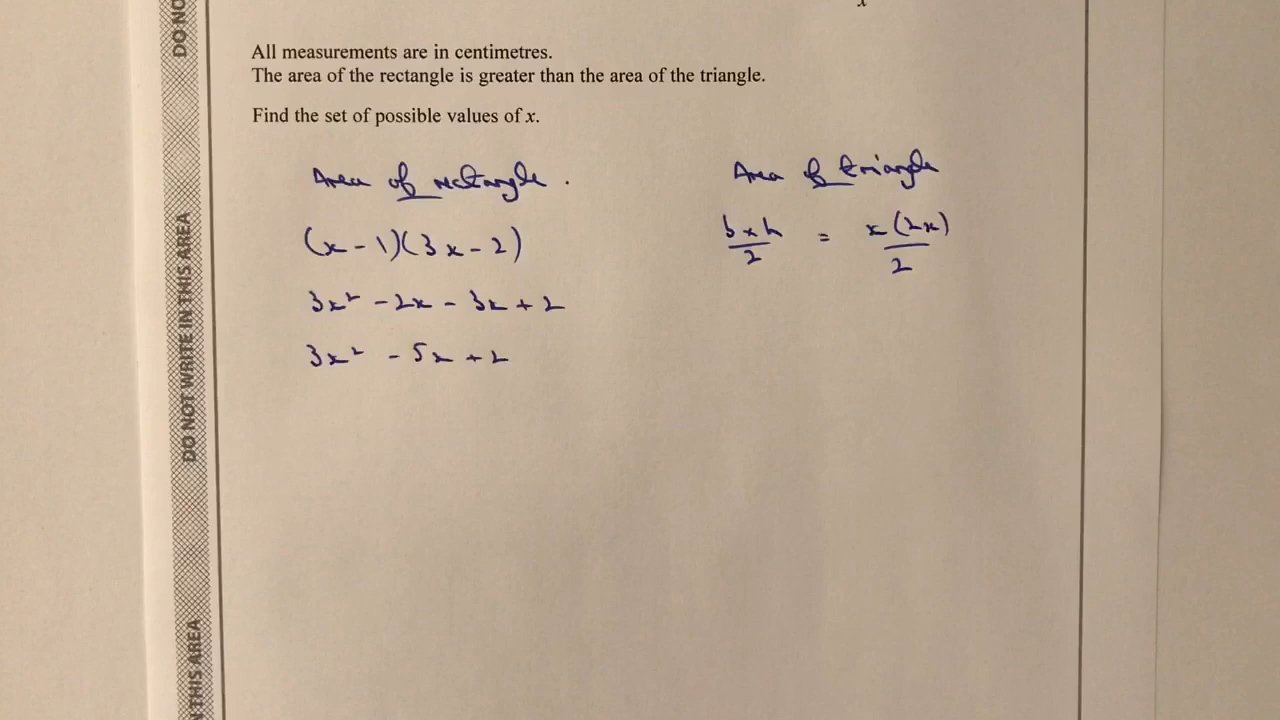 x
DO NO
All measurements are in centimetres.
The area of the rectangle is greater than the area of the triangle.
Find the set of possible values of x.
Area of rectangle .
Area of triangle
(x - 1)(3x - 2)
b x h / 2 = x(2x) / 2
3x² - 2x - 3x + 2
3x² - 5x + 2
DO NOT WRITE IN THIS AREA
N THIS AREA